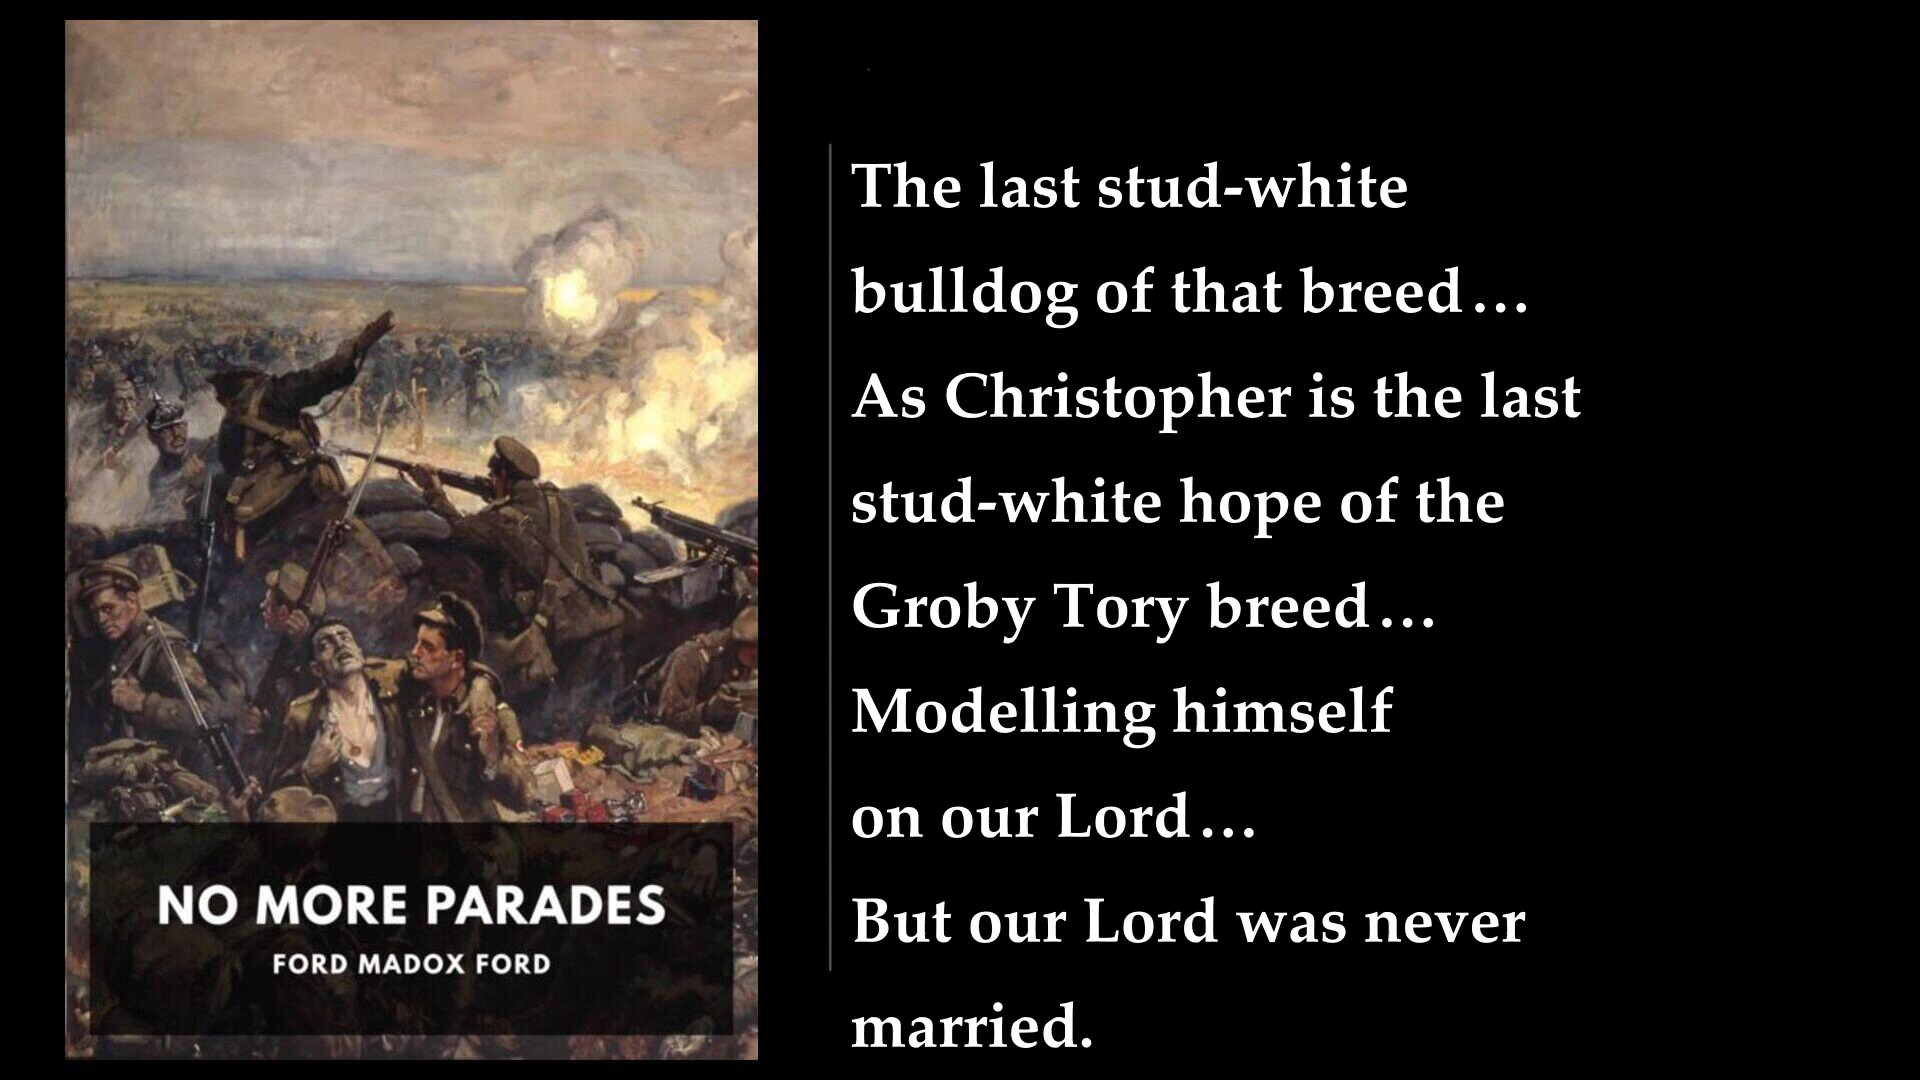 NO MORE PARADES
FORD MADOX FORD
The last stud-white
bulldog of that breed…
As Christopher is the last
stud-white hope of the
Groby Tory breed…
Modelling himself
on our Lord…
But our Lord was never
married.